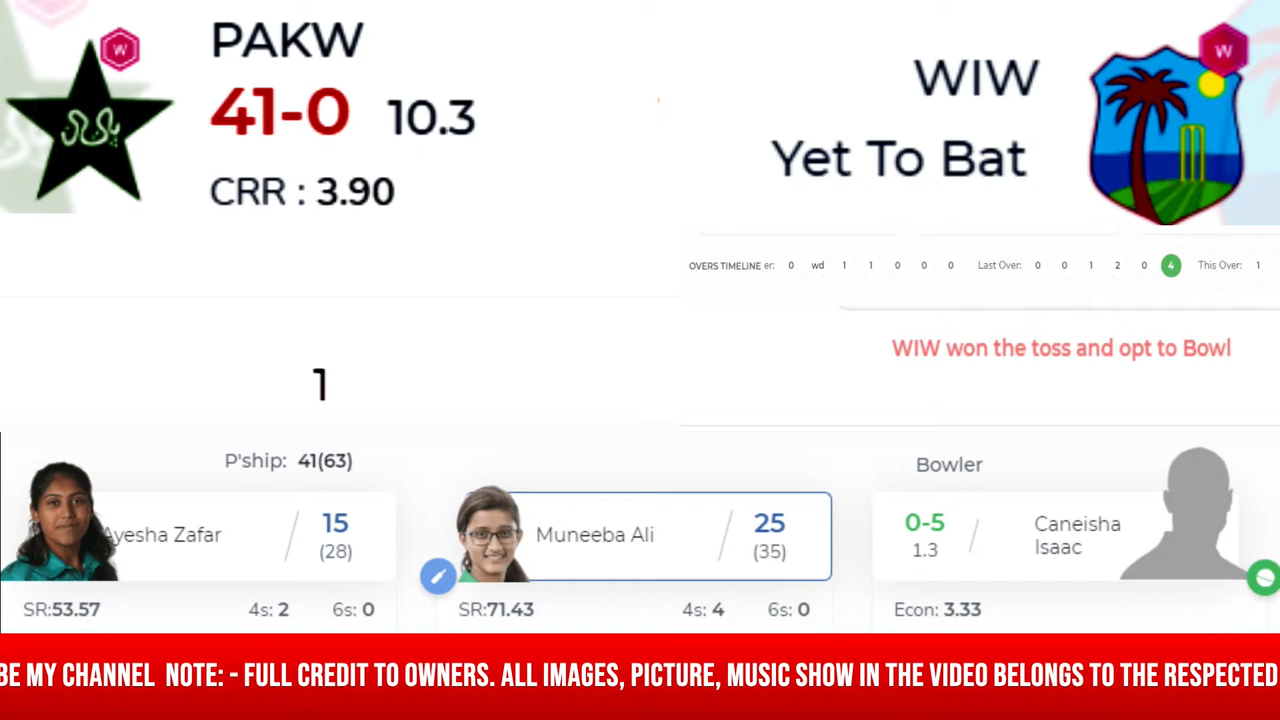 W
PAKW
41-0 10.3
CRR : 3.90
WIW
Yet To Bat
W
OVERS TIMELINE er: 0 wd 1 1 0 0 0 Last Over: 0 0 1 2 0 4 This Over: 1
WIW won the toss and opt to Bowl
1
P'ship: 41(63)
Ayesha Zafar 15
(28)
SR:53.57 4s: 2 6s: 0
Muneeba Ali 25
(35)
SR:71.43 4s: 4 6s: 0
Bowler
0-5
1.3
Caneisha
Isaac
Econ: 3.33
BE MY CHANNEL NOTE: - FULL CREDIT TO OWNERS. ALL IMAGES, PICTURE, MUSIC SHOW IN THE VIDEO BELONGS TO THE RESPECTED